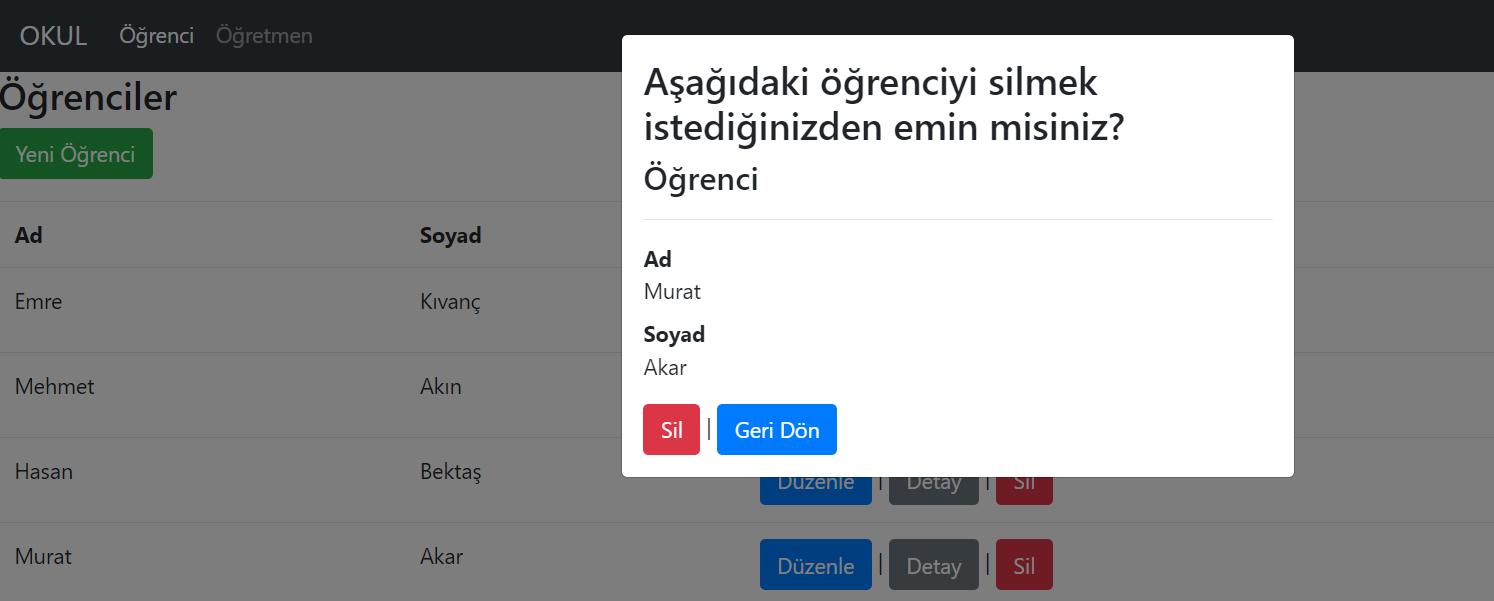 OKUL Öğrenci Öğretmen
Öğrenciler
Yeni Öğrenci
Ad Soyad
Emre Kıvanç
Mehmet Akın
Hasan Bektaş Düzenle | Detay | Sil
Murat Akar Düzenle | Detay | Sil
Aşağıdaki öğrenciyi silmek
istediğinizden emin misiniz?
Öğrenci
Ad
Murat
Soyad
Akar
Sil | Geri Dön